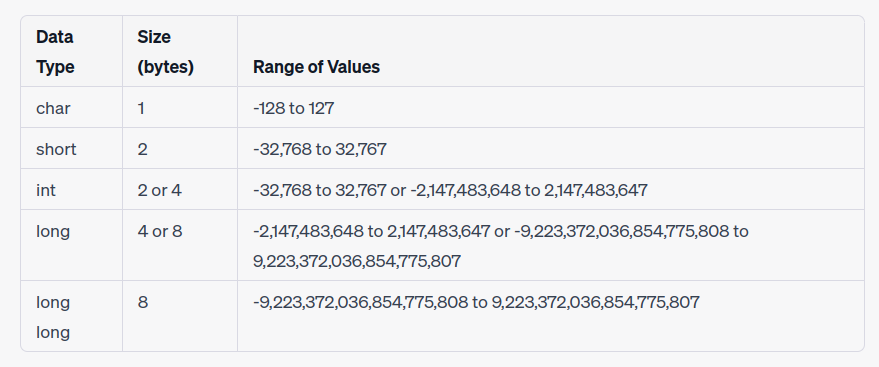 Data Type Size (bytes) Range of Values
char 1 -128 to 127
short 2 -32,768 to 32,767
int 2 or 4 -32,768 to 32,767 or -2,147,483,648 to 2,147,483,647
long 4 or 8 -2,147,483,648 to 2,147,483,647 or -9,223,372,036,854,775,808 to
9,223,372,036,854,775,807
long long 8 -9,223,372,036,854,775,808 to 9,223,372,036,854,775,807